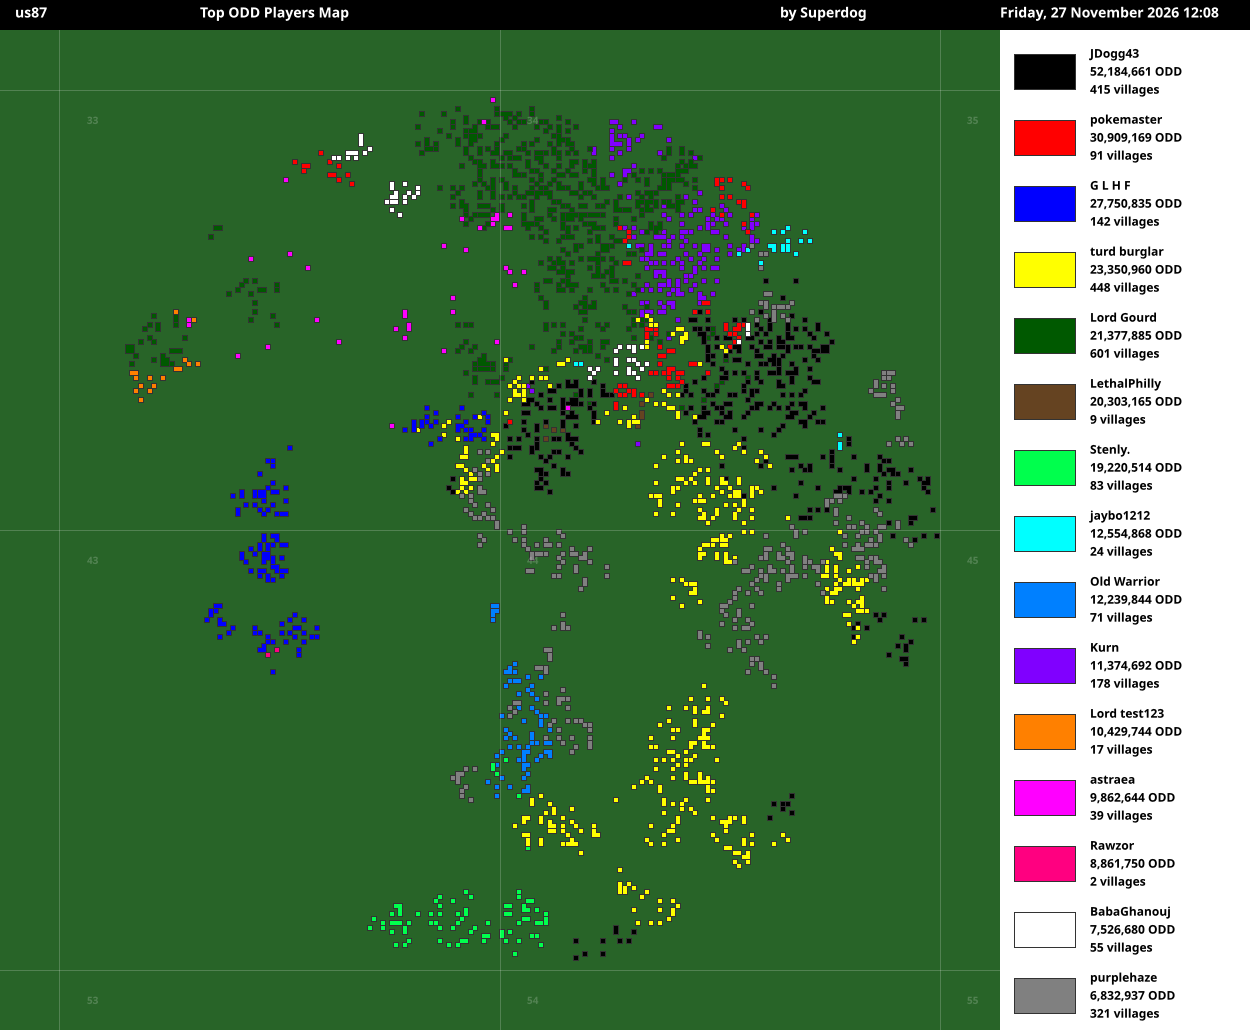 us87 Top ODD Players Map by Superdog Friday, 27 November 2026 12:08
33 34 35
43 44 45
53 54 55
JDogg43
52,184,661 ODD
415 villages
pokemaster
30,909,169 ODD
91 villages
G L H F
27,750,835 ODD
142 villages
turd burglar
23,350,960 ODD
448 villages
Lord Gourd
21,377,885 ODD
601 villages
LethalPhilly
20,303,165 ODD
9 villages
Stenly.
19,220,514 ODD
83 villages
jaybo1212
12,554,868 ODD
24 villages
Old Warrior
12,239,844 ODD
71 villages
Kurn
11,374,692 ODD
178 villages
Lord test123
10,429,744 ODD
17 villages
astraea
9,862,644 ODD
39 villages
Rawzor
8,861,750 ODD
2 villages
BabaGhanouj
7,526,680 ODD
55 villages
purplehaze
6,832,937 ODD
321 villages